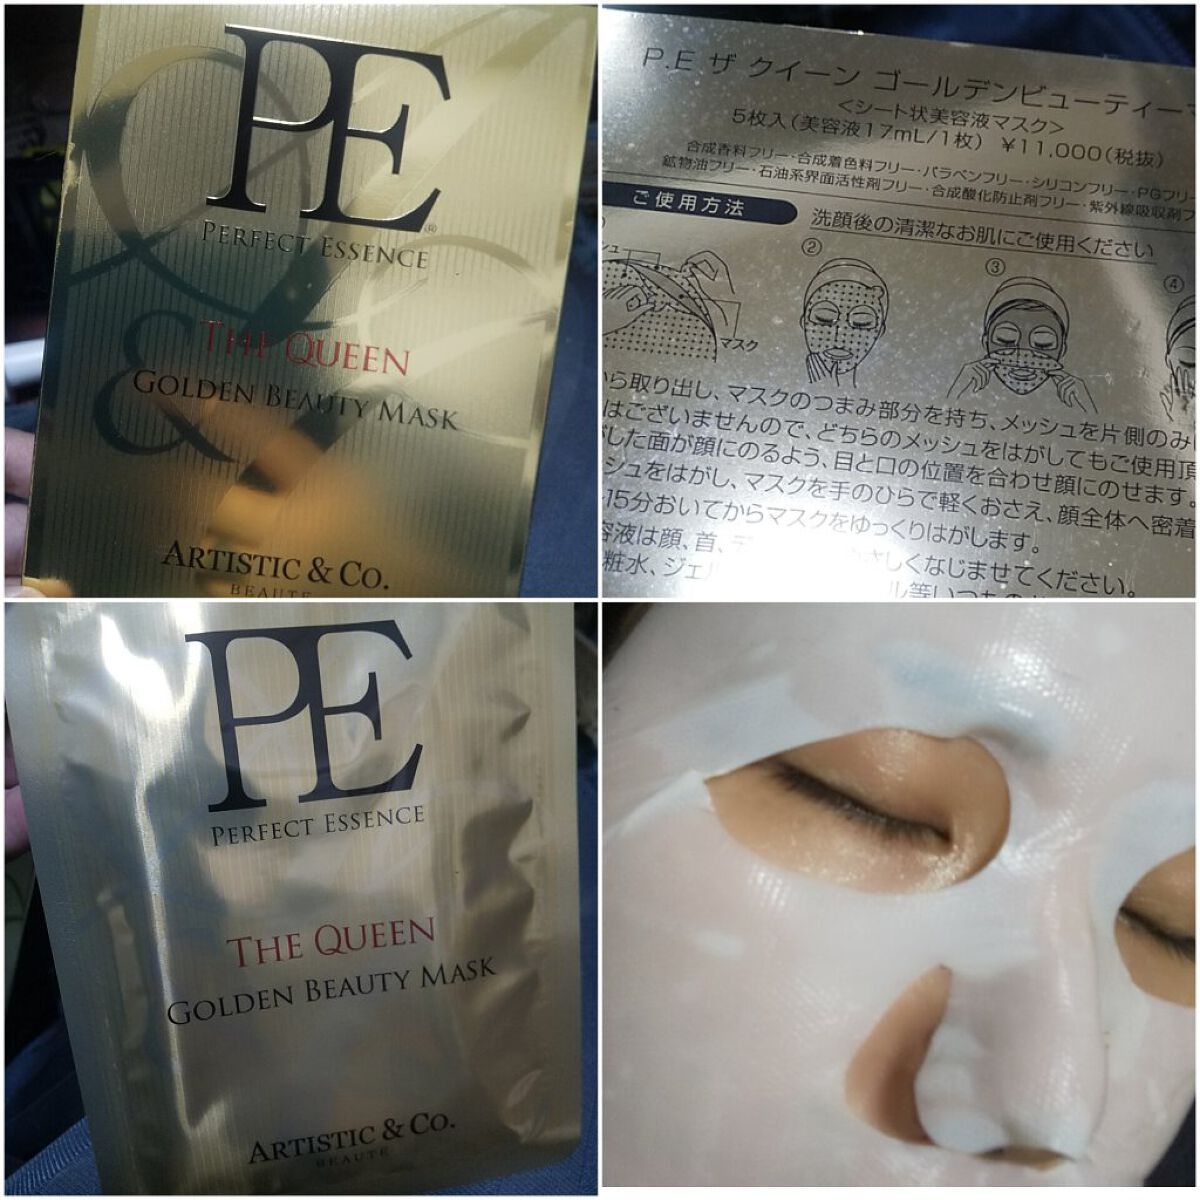 PE
®
PERFECT ESSENCE
THE QUEEN
GOLDEN BEAUTY MASK
ARTISTIC & CO.
BEAUTE
P.E ザ クイーン ゴールデンビューティー
<シート状美容液マスク>
5枚入(美容液17mL/1枚) ¥11,000(税抜)
合成香料フリー・合成着色料フリー・パラベンフリー・シリコンフリー・PGフリー
鉱物油フリー・石油系界面活性剤フリー・合成酸化防止剤フリー・紫外線吸収剤フ
ご使用方法
洗顔後の清潔なお肌にご使用ください
② ③ ④
マスク
から取り出し、マスクのつまみ部分を持ち、メッシュを片側のみ
はございませんので、どちらのメッシュをはがしてもご使用頂
がした面が顔にのるよう、目と口の位置を合わせ顔にのせます。
シュをはがし、マスクを手のひらで軽くおさえ、顔全体へ密着
15分おいてからマスクをゆっくりはがします。
容液は顔、首、デ さしくなじませてください。
粧水、ジェ ル等いつもの
PE
PERFECT ESSENCE
THE QUEEN
GOLDEN BEAUTY MASK
ARTISTIC & CO.
BEAUTÉ